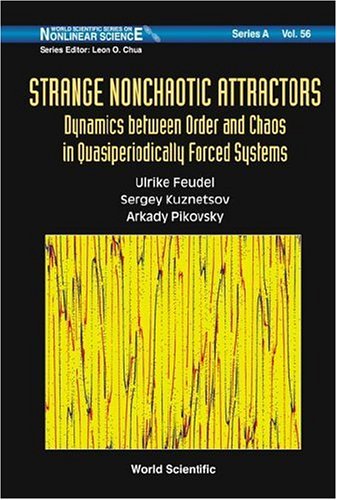 WORLD SCIENTIFIC SERIES ON
NONLINEAR SCIENCE
Series A Vol. 56
Series Editor: Leon O. Chua
STRANGE NONCHAOTIC ATTRACTORS
Dynamics between Order and Chaos
in Quasiperiodically Forced Systems
Ulrike Feudel
Sergey Kuznetsov
Arkady Pikovsky
World Scientific